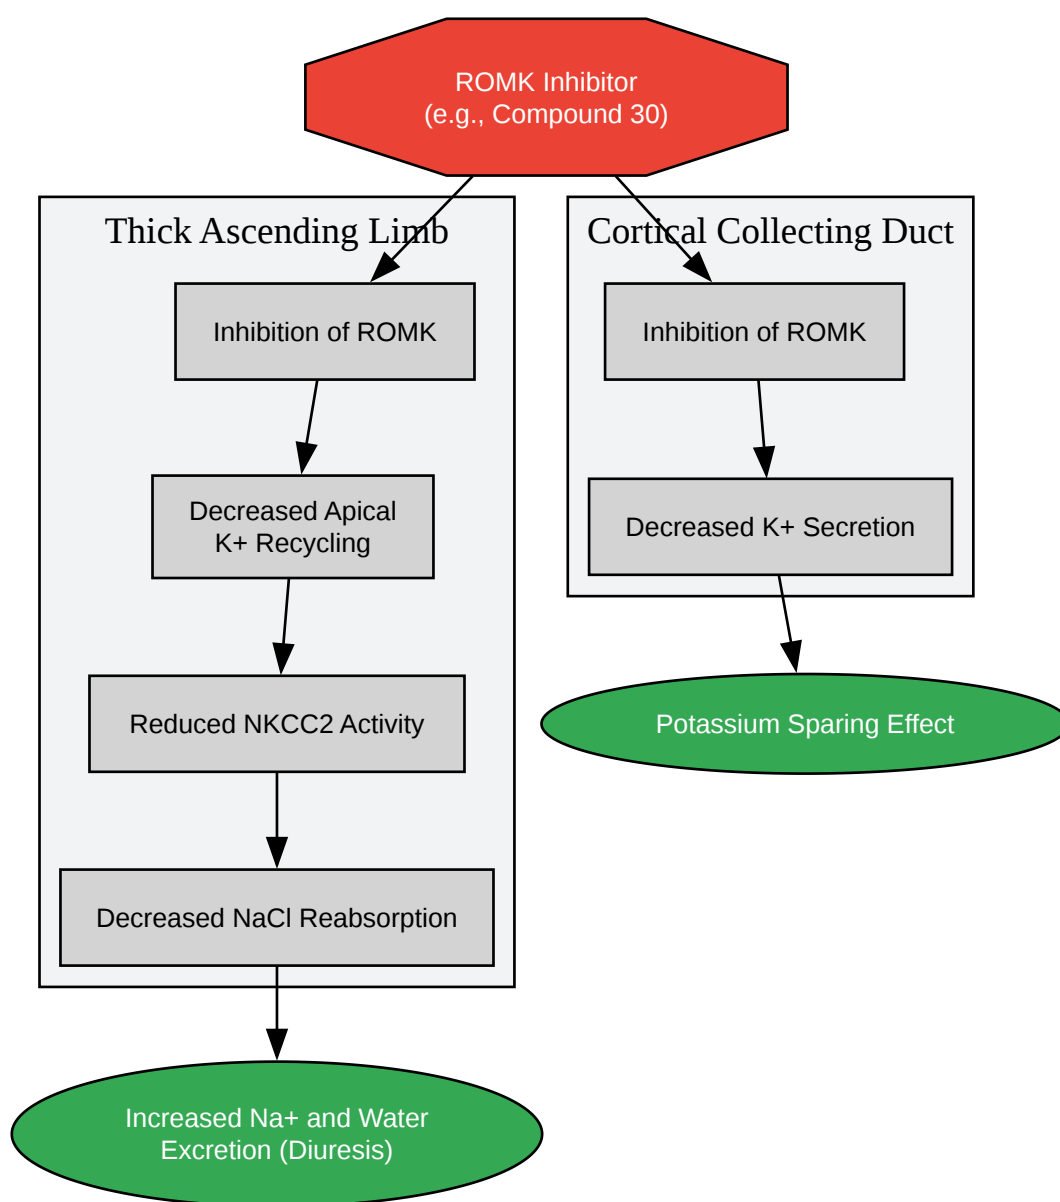 ROMK Inhibitor
(e.g., Compound 30)
Thick Ascending Limb
Inhibition of ROMK
Decreased Apical
K+ Recycling
Reduced NKCC2 Activity
Decreased NaCl Reabsorption
Increased Na+ and Water
Excretion (Diuresis)
Cortical Collecting Duct
Inhibition of ROMK
Decreased K+ Secretion
Potassium Sparing Effect